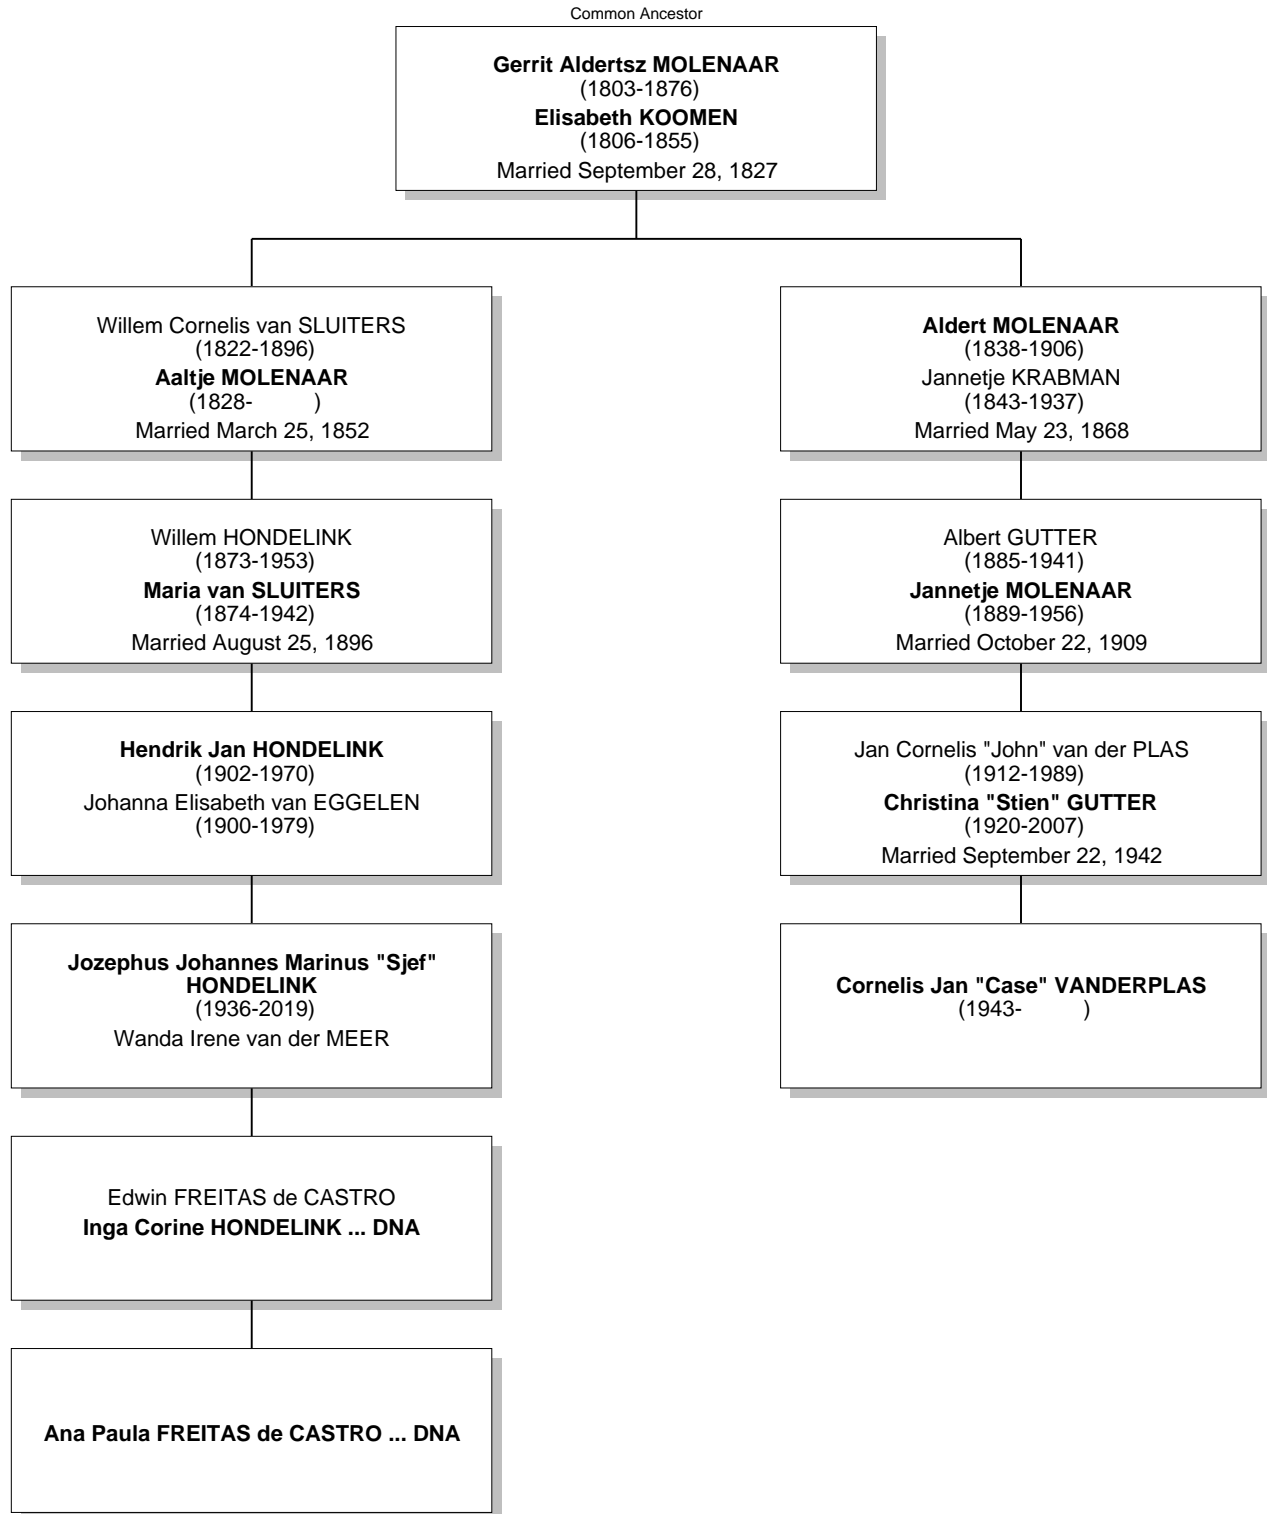 Common Ancestor
Gerrit Aldertsz MOLENAAR
(1803-1876)
Elisabeth KOOMEN
(1806-1855)
Married September 28, 1827
Willem Cornelis van SLUITERS
(1822-1896)
Aaltje MOLENAAR
(1828- )
Married March 25, 1852
Aldert MOLENAAR
(1838-1906)
Jannetje KRABMAN
(1843-1937)
Married May 23, 1868
Willem HONDELINK
(1873-1953)
Maria van SLUITERS
(1874-1942)
Married August 25, 1896
Albert GUTTER
(1885-1941)
Jannetje MOLENAAR
(1889-1956)
Married October 22, 1909
Hendrik Jan HONDELINK
(1902-1970)
Johanna Elisabeth van EGGELEN
(1900-1979)
Jan Cornelis "John" van der PLAS
(1912-1989)
Christina "Stien" GUTTER
(1920-2007)
Married September 22, 1942
Jozephus Johannes Marinus "Sjef"
HONDELINK
(1936-2019)
Wanda Irene van der MEER
Cornelis Jan "Case" VANDERPLAS
(1943- )
Edwin FREITAS de CASTRO
Inga Corine HONDELINK ... DNA
Ana Paula FREITAS de CASTRO ... DNA